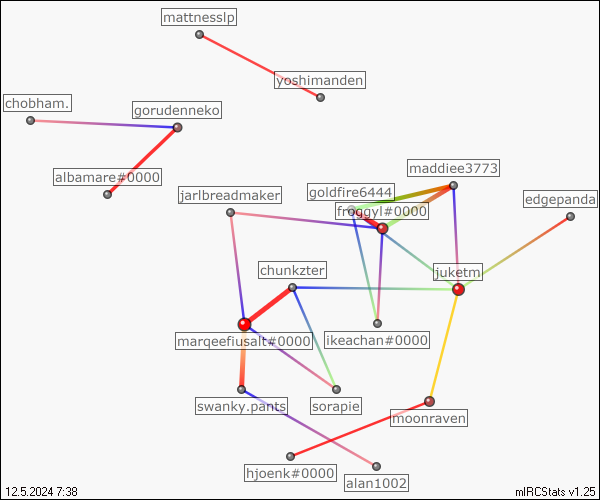 mattnesslp
yoshimanden
chobham.
gorudenneko
maddiee3773
albamare#0000
jarlbreadmaker
goldfire6444
edgepanda
froggyl#0000
chunkzter
juketm
marqeefiusalt#0000
ikeachan#0000
swanky.pants
sorapie
moonraven
hjoenk#0000
alan1002
12.5.2024 7:38
mIRCStats v1.25